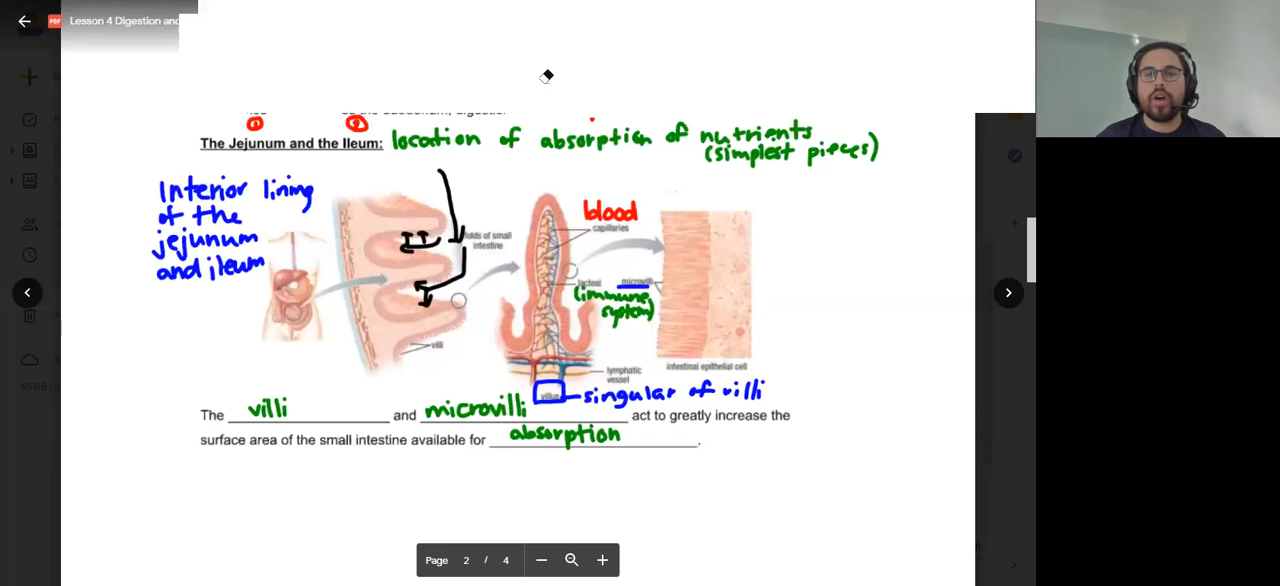 Lesson 4 Digestion and
The Jejunum and the Ileum: location of absorption of nutrients
(simplest pieces)
Interior lining
of the
jejunum
and ileum
folds of small
intestine
villi
blood
capillaries
lacteal
(immune
system)
microvilli
lymphatic
vessel
villus
singular of villi
intestinal epithelial cell
The villi and microvilli act to greatly increase the
surface area of the small intestine available for absorption.
Page 2 / 4